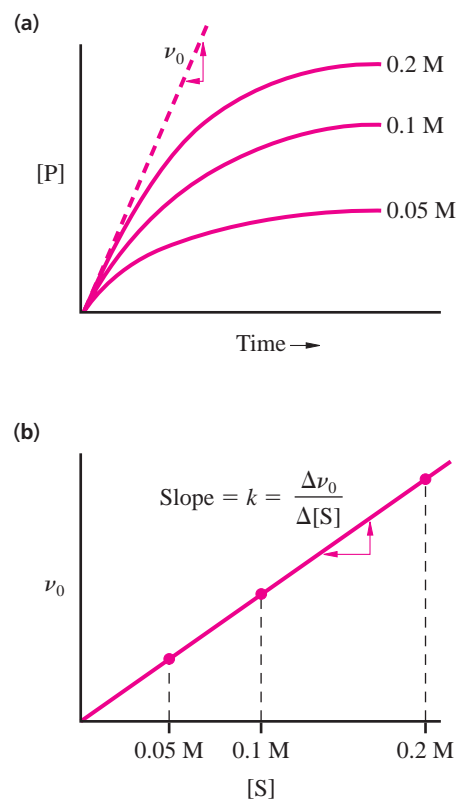 (a)
ν0
0.2 M
0.1 M
[P]
0.05 M
Time →
(b)
Slope = k = Δν0 / Δ[S]
ν0
0.05 M 0.1 M 0.2 M
[S]